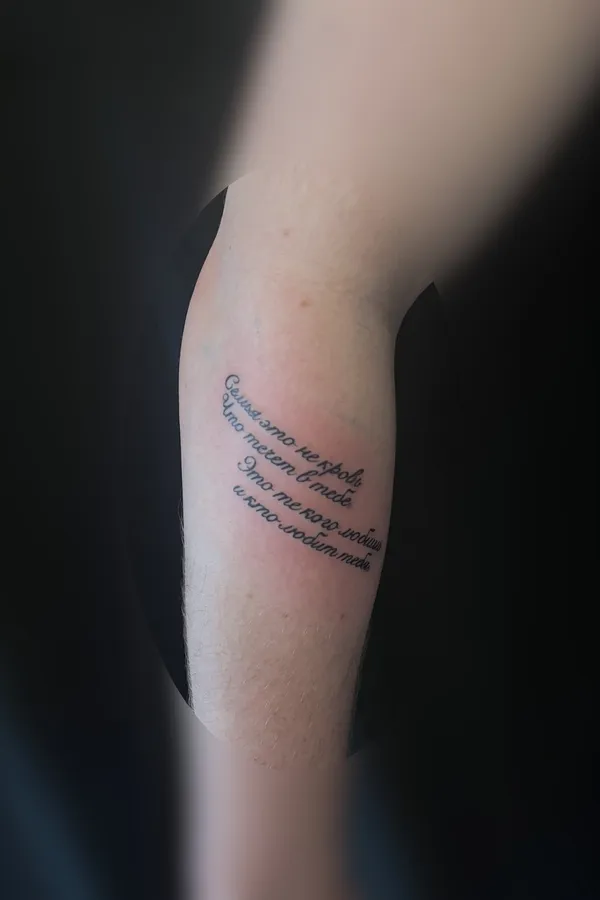 Семья это не кровь
Что течет в тебе.
Это те кого любишь
и кто любит тебя.